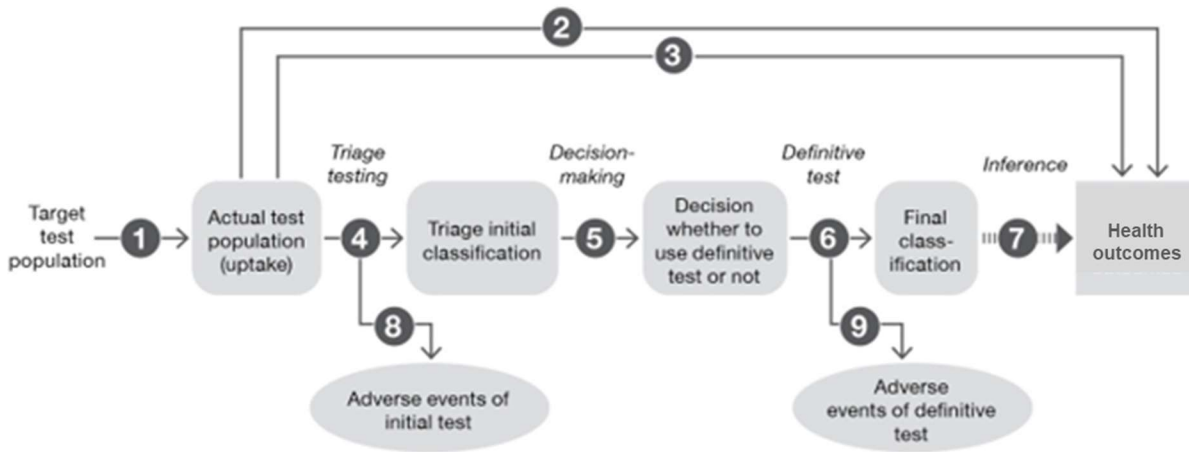 2
3
Triage
testing
Decision-
making
Definitive
test
Inference
Target
test
population
1
Actual test
population
(uptake)
4
Triage initial
classification
5
Decision
whether to
use definitive
test or not
6
Final
class-
ification
7
Health
outcomes
8
9
Adverse events of
initial test
Adverse
events of definitive
test